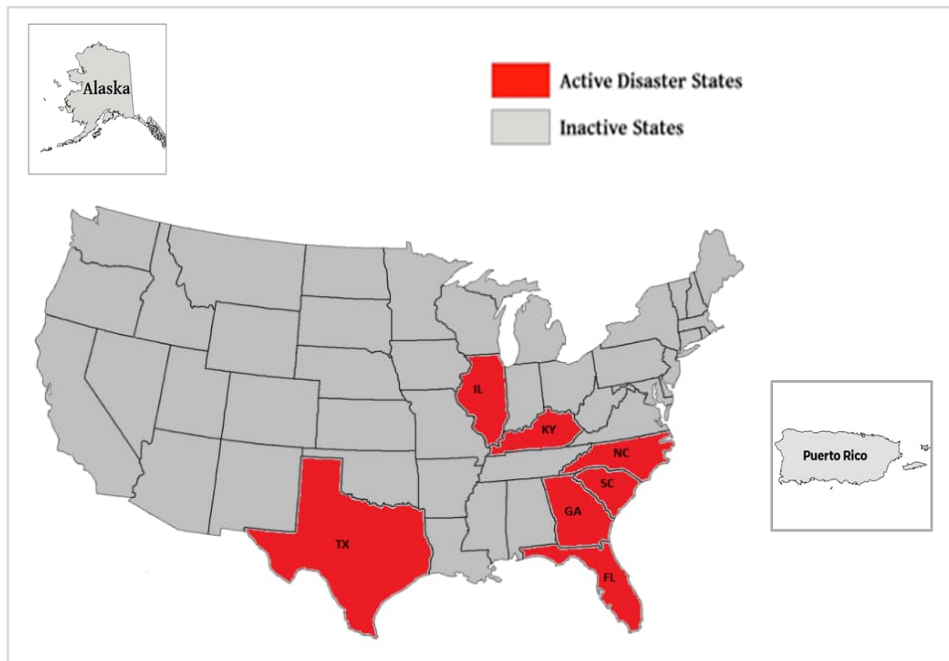 Alaska
Active Disaster States
Inactive States
IL
KY
NC
SC
GA
TX
FL
Puerto Rico